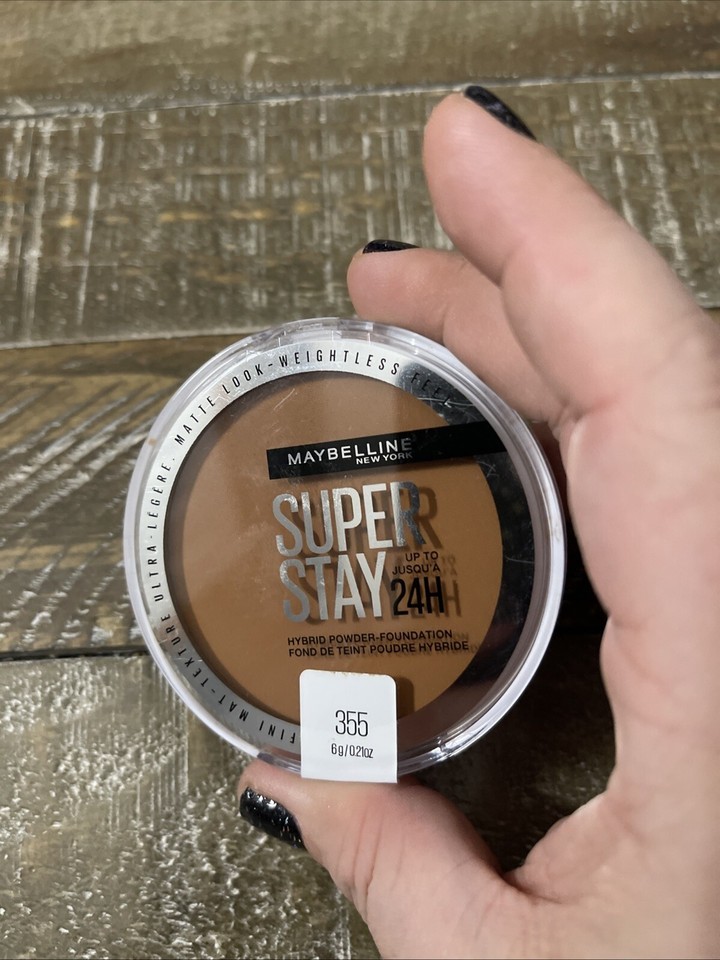 MATTE LOOK-WEIGHTLESS FEEL
MAYBELLINE
NEW YORK
SUPER
STAY
UP TO
JUSQU'À
24H
HYBRID POWDER-FOUNDATION
FOND DE TEINT POUDRE HYBRIDE
FINI MAT-TEXTURE ULTRA-LÉGÈRE.
355
6g/0.21oz